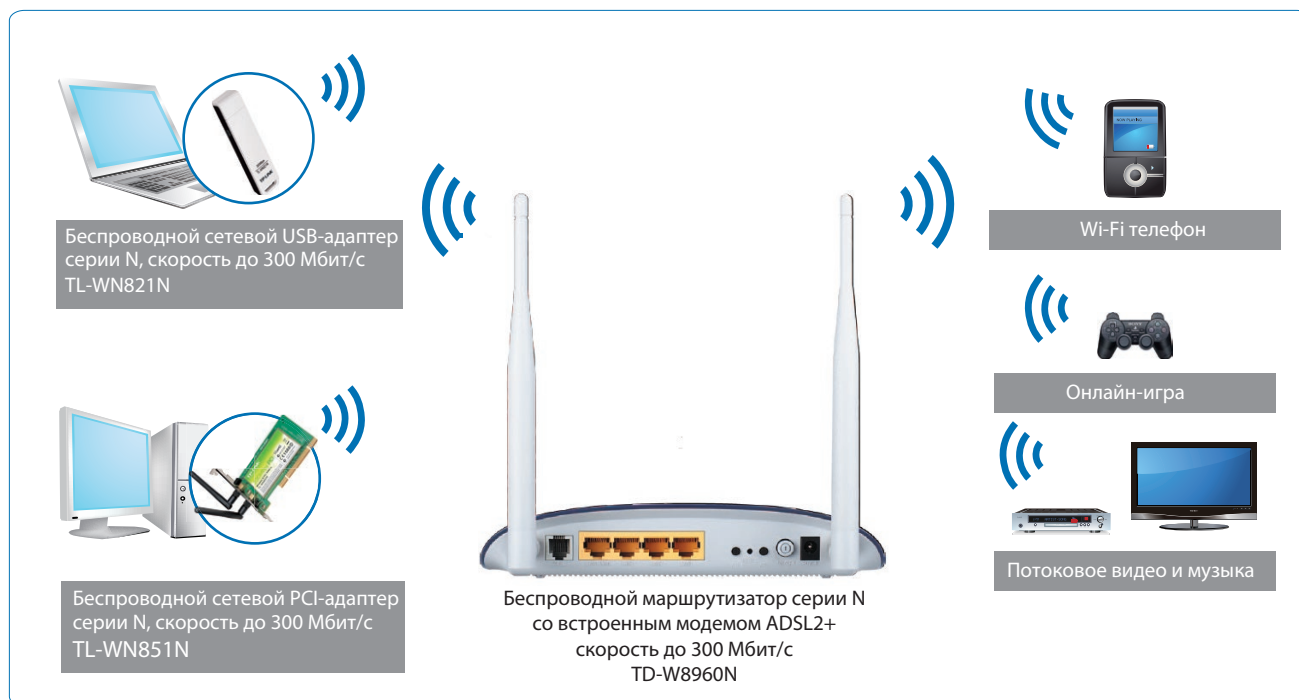 Беспроводной сетевой USB-адаптер
серии N, скорость до 300 Мбит/с
TL-WN821N
Беспроводной сетевой PCI-адаптер
серии N, скорость до 300 Мбит/с
TL-WN851N
Беспроводной маршрутизатор серии N
со встроенным модемом ADSL2+
скорость до 300 Мбит/с
TD-W8960N
NOW PLAYING
Wi-Fi телефон
Онлайн-игра
Потоковое видео и музыка